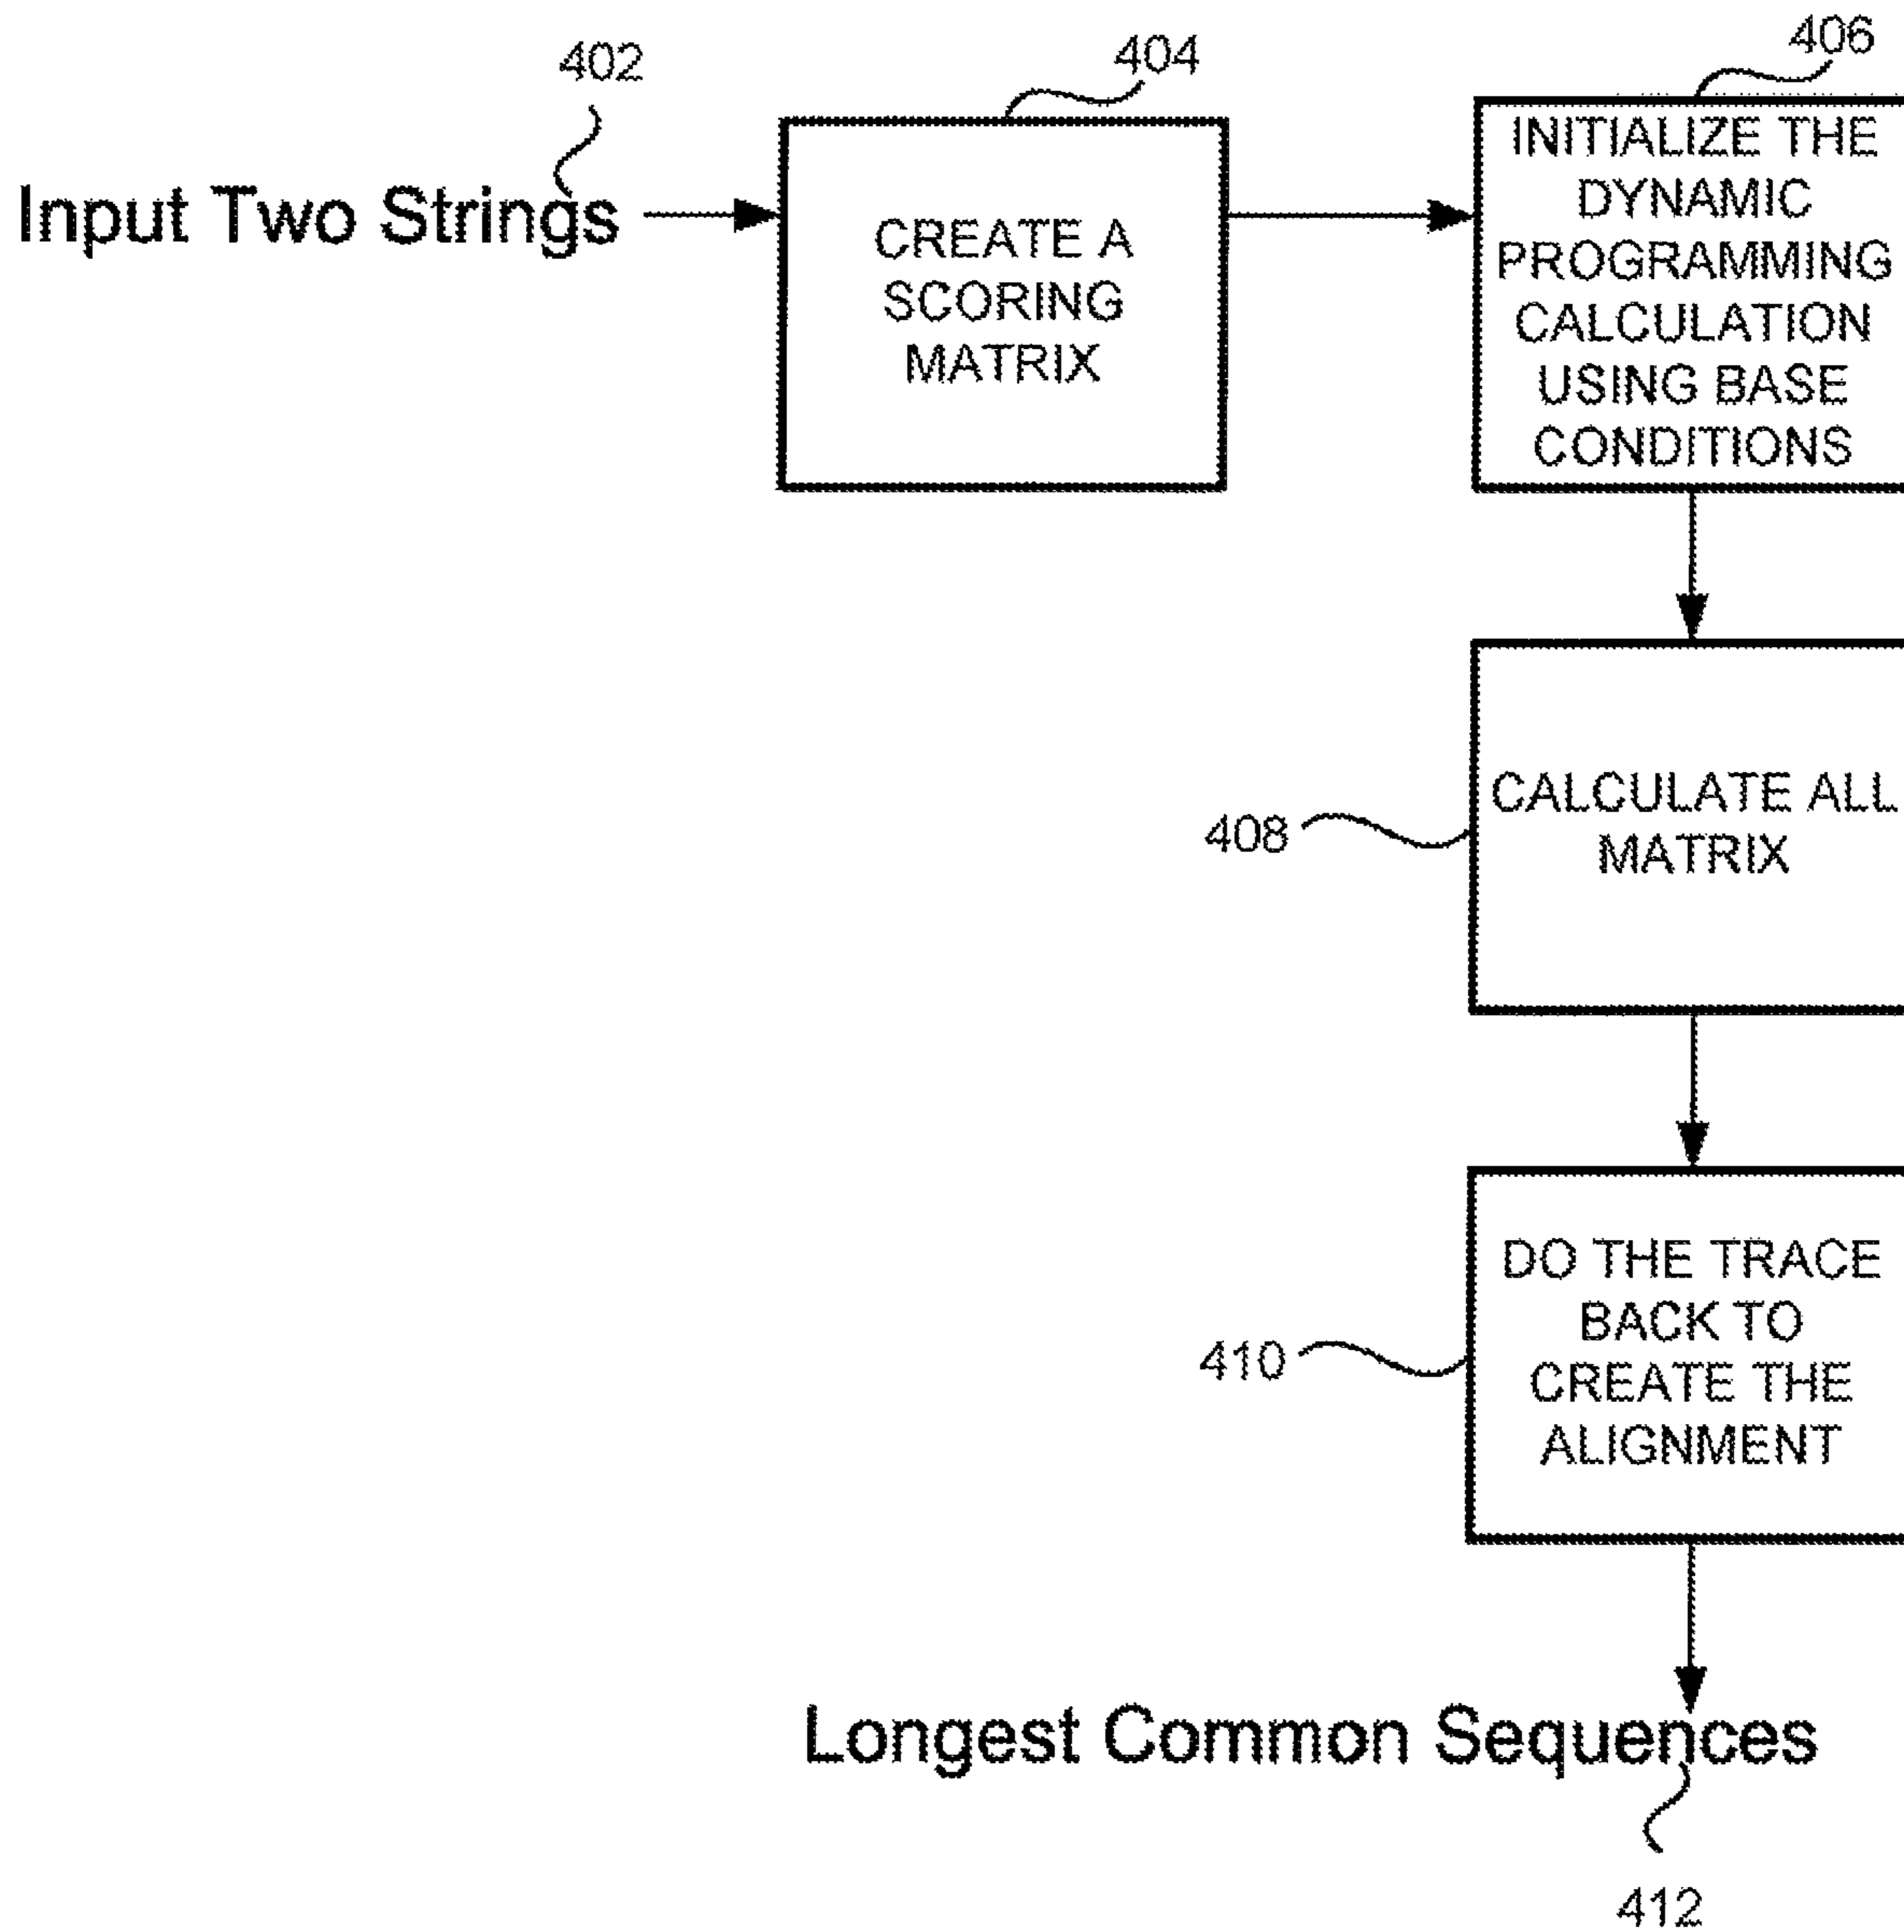 402
404
406
Input Two Strings
CREATE A
SCORING
MATRIX
INITIALIZE THE
DYNAMIC
PROGRAMMING
CALCULATION
USING BASE
CONDITIONS
408
CALCULATE ALL
MATRIX
410
DO THE TRACE
BACK TO
CREATE THE
ALIGNMENT
Longest Common Sequences
412